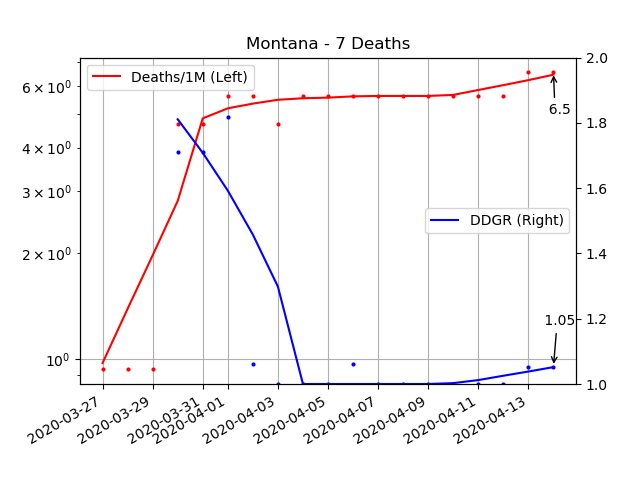 Montana - 7 Deaths
Deaths/1M (Left)
DDGR (Right)
6 × 10⁰
4 × 10⁰
3 × 10⁰
2 × 10⁰
10⁰
2.0
1.8
1.6
1.4
1.2
1.0
6.5
1.05
2020-03-27
2020-03-29
2020-03-31
2020-04-01
2020-04-03
2020-04-05
2020-04-07
2020-04-09
2020-04-11
2020-04-13